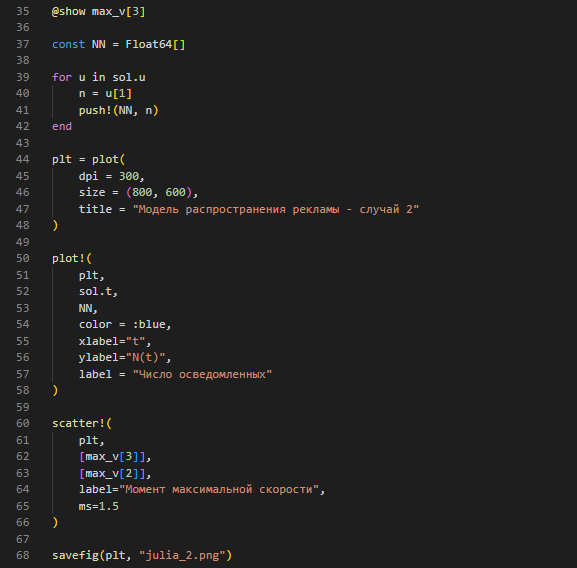 35 @show max_v[3]
36
37 const NN = Float64[]
38
39 for u in sol.u
40     n = u[1]
41     push!(NN, n)
42 end
43
44 plt = plot(
45     dpi = 300,
46     size = (800, 600),
47     title = "Модель распространения рекламы - случай 2"
48 )
49
50 plot!(
51     plt,
52     sol.t,
53     NN,
54     color = :blue,
55     xlabel="t",
56     ylabel="N(t)",
57     label = "Число осведомленных"
58 )
59
60 scatter!(
61     plt,
62     [max_v[3]],
63     [max_v[2]],
64     label="Момент максимальной скорости",
65     ms=1.5
66 )
67
68 savefig(plt, "julia_2.png")